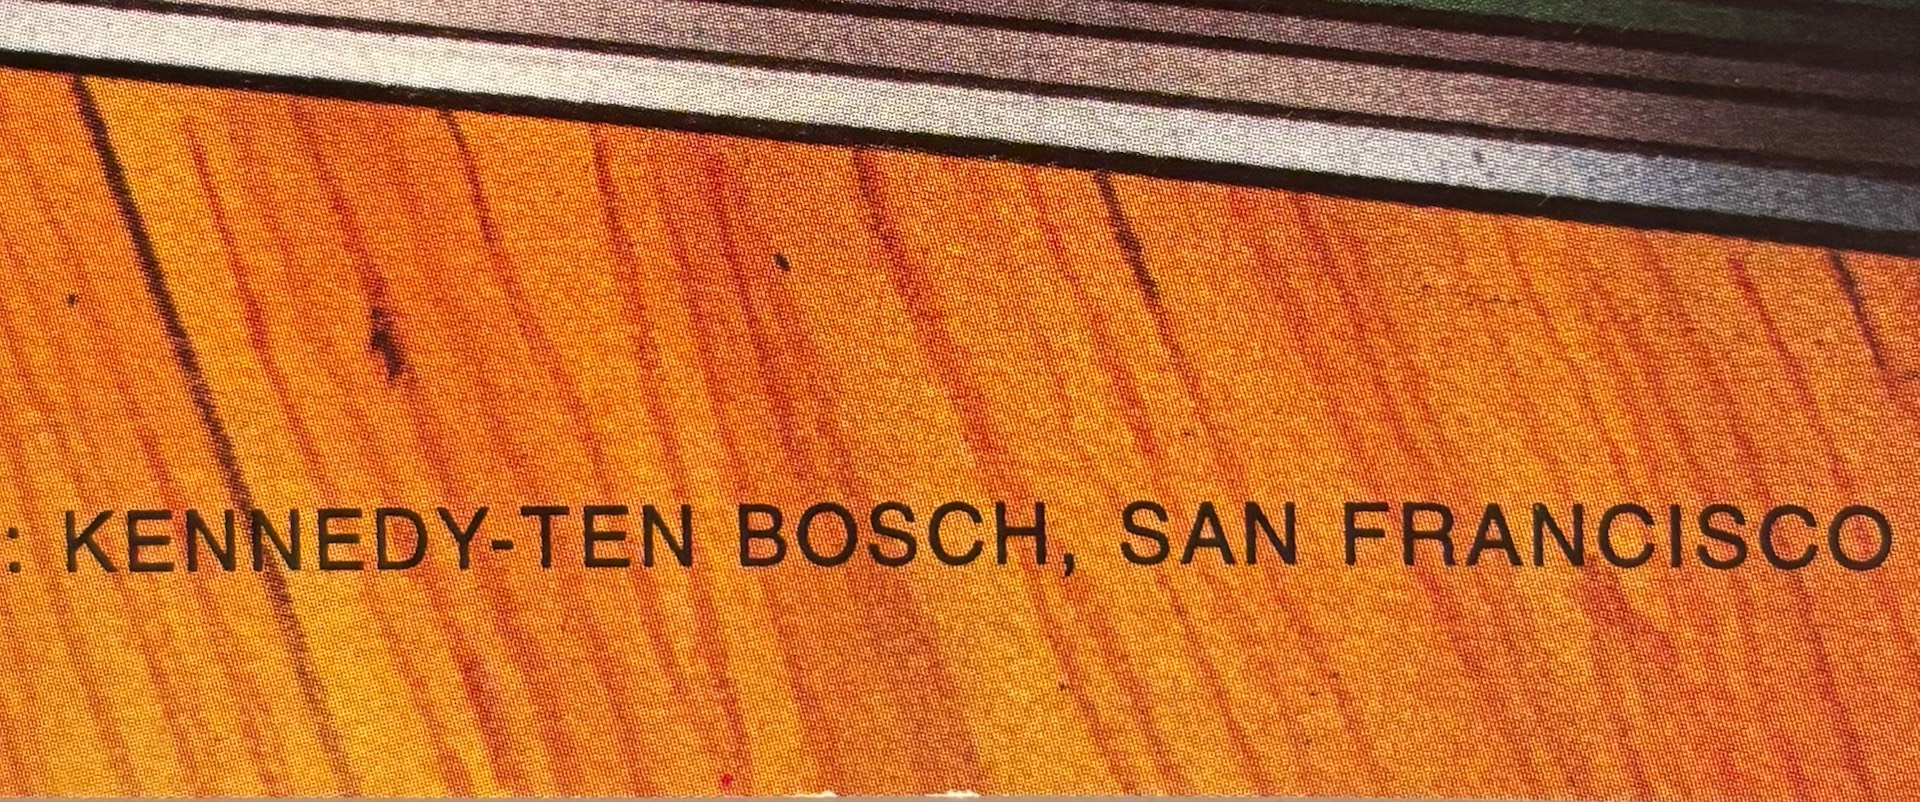 : KENNEDY-TEN BOSCH, SAN FRANCISCO